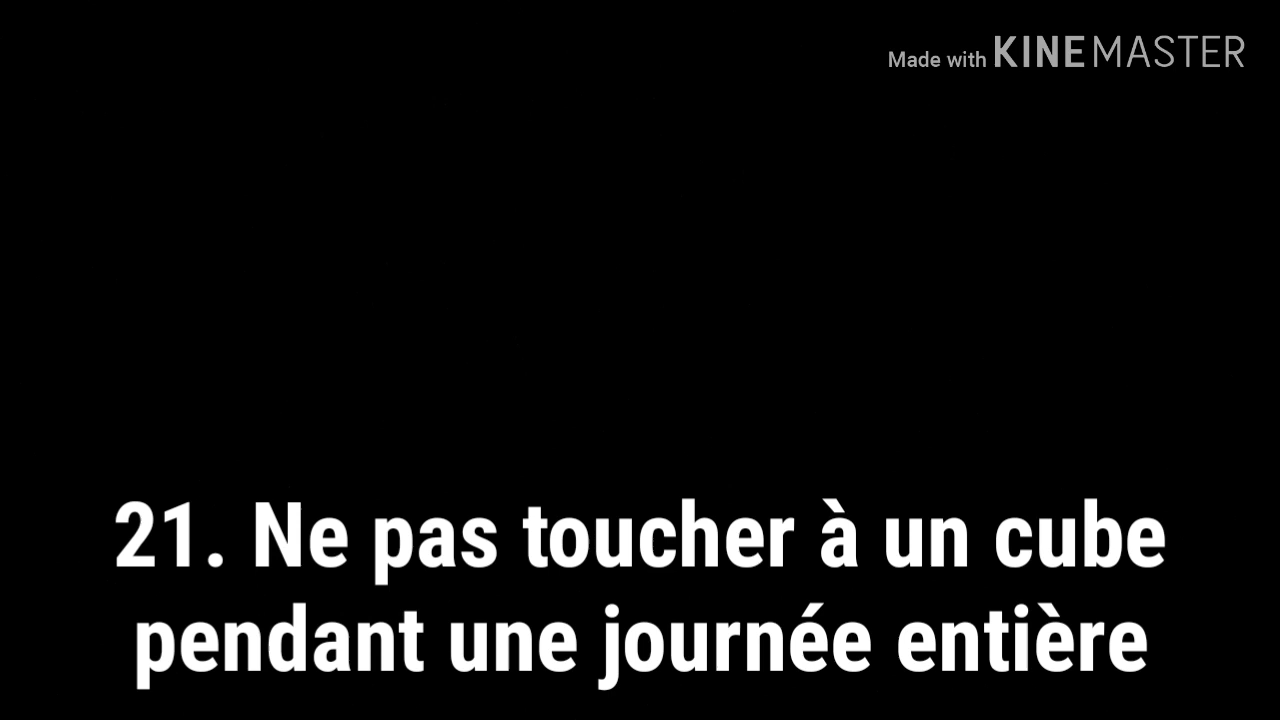 Made with KINEMASTER
21. Ne pas toucher à un cube
pendant une journée entière